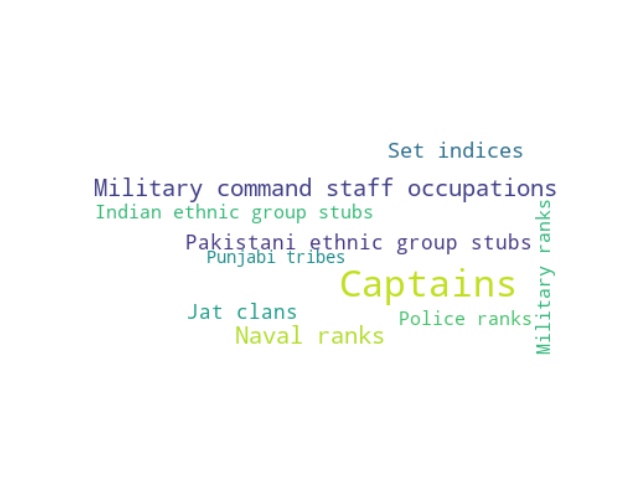 Set indices
Military command staff occupations
Indian ethnic group stubs
Military ranks
Pakistani ethnic group stubs
Punjabi tribes
Captains
Jat clans
Police ranks
Naval ranks